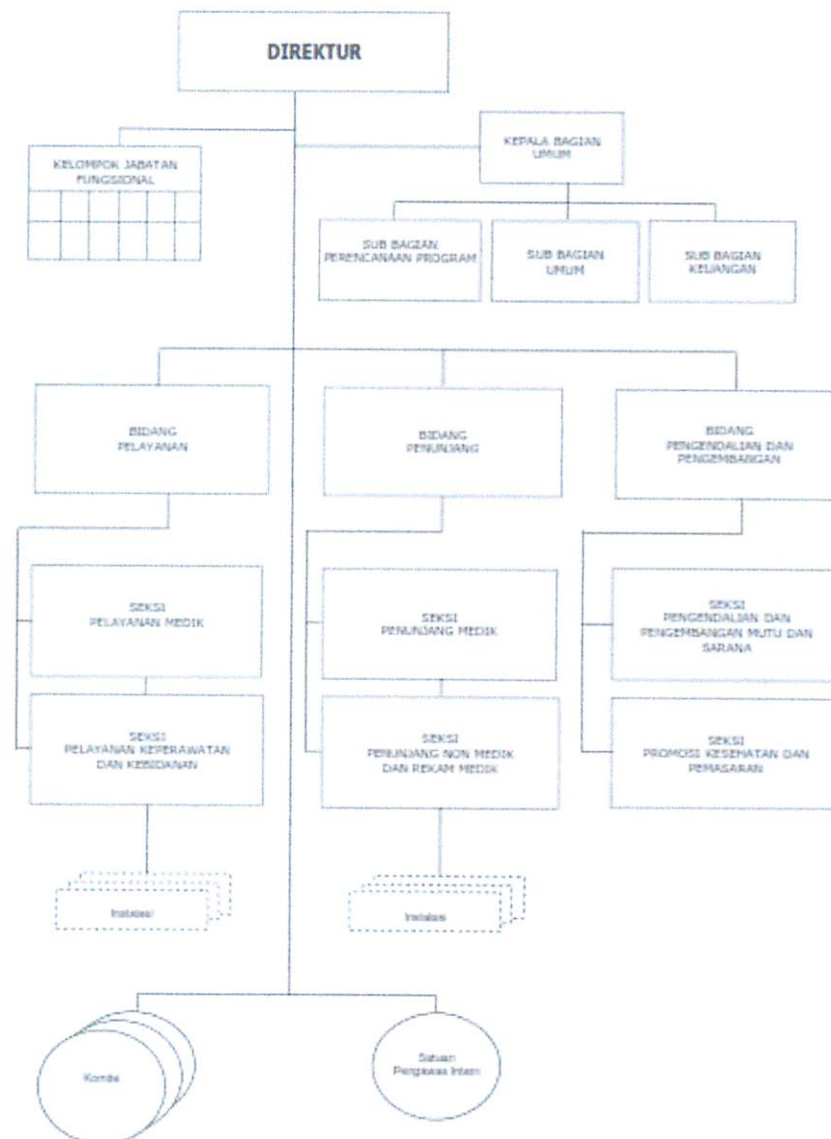 DIREKTUR
KELOMPOK JABATAN
FUNGSIONAL
KEPALA BAGIAN
UMUM
SUB BAGIAN
PERENCANAAN PROGRAM
SUB BAGIAN
UMUM
SUB BAGIAN
KEUANGAN
BIDANG
PELAYANAN
BIDANG
PENUNJANG
BIDANG
PENGENDALIAN DAN
PENGEMBANGAN
SEKSI
PELAYANAN MEDIK
SEKSI
PENUNJANG MEDIK
SEKSI
PENGENDALIAN DAN
PENGEMBANGAN MUTU DAN
SARANA
SEKSI
PELAYANAN KEPERAWATAN
DAN KEBIDANAN
SEKSI
PENUNJANG NON MEDIK
DAN REKAM MEDIK
SEKSI
PROMOSI KESEHATAN DAN
PEMASARAN
Instalasi
Instalasi
Komite
Satuan
Pengawas Intern